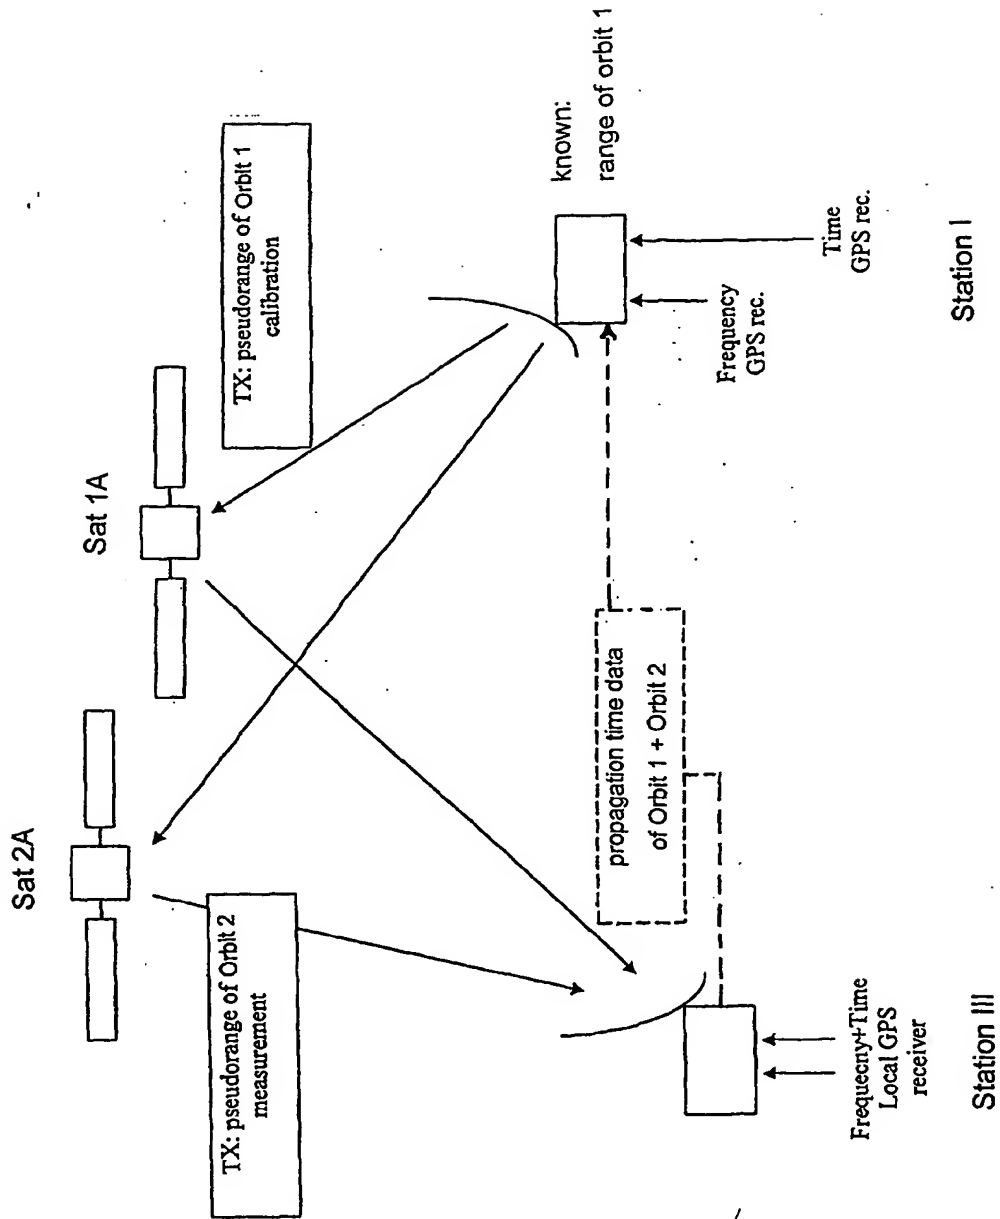 Sat 2A
Sat 1A
TX: pseudorange of Orbit 1
calibration
TX: pseudorange of Orbit 2
measurement
known:
range of orbit 1
propagation time data
of Orbit 1 + Orbit 2
Frequency
GPS rec.
Time
GPS rec.
Frequecny+Time
Local GPS
receiver
Station III
Station I